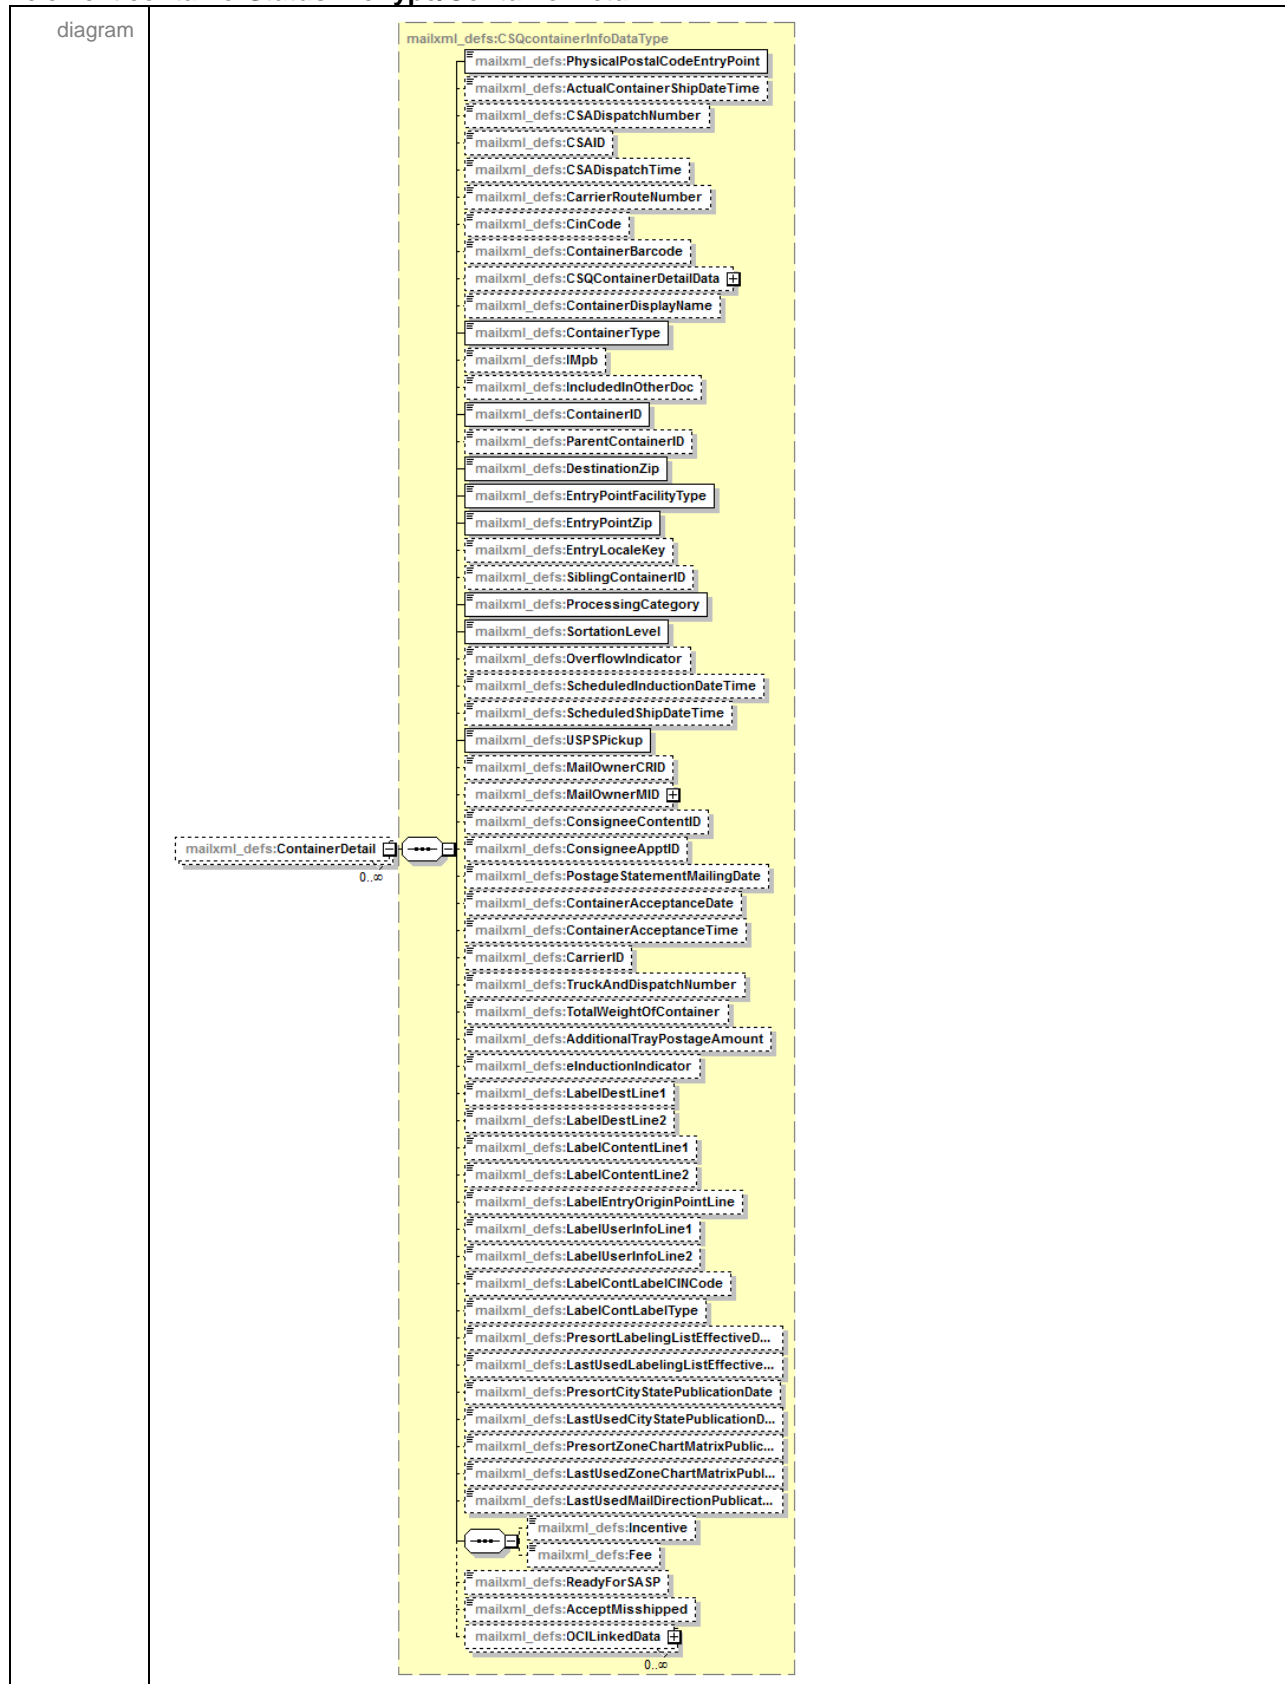 diagram
mailxml_defs:CSQcontainerInfoDataType
mailxml_defs:PhysicalPostalCodeEntryPoint
mailxml_defs:ActualContainerShipDateTime
mailxml_defs:CSADispatchNumber
mailxml_defs:CSAID
mailxml_defs:CSADispatchTime
mailxml_defs:CarrierRouteNumber
mailxml_defs:CinCode
mailxml_defs:ContainerBarcode
mailxml_defs:CSQContainerDetailData
mailxml_defs:ContainerDisplayName
mailxml_defs:ContainerType
mailxml_defs:IMpb
mailxml_defs:IncludedInOtherDoc
mailxml_defs:ContainerID
mailxml_defs:ParentContainerID
mailxml_defs:DestinationZip
mailxml_defs:EntryPointFacilityType
mailxml_defs:EntryPointZip
mailxml_defs:EntryLocaleKey
mailxml_defs:SiblingContainerID
mailxml_defs:ProcessingCategory
mailxml_defs:SortationLevel
mailxml_defs:OverflowIndicator
mailxml_defs:ScheduledInductionDateTime
mailxml_defs:ScheduledShipDateTime
mailxml_defs:USPSPickup
mailxml_defs:MailOwnerCRID
mailxml_defs:MailOwnerMID
mailxml_defs:ConsigneeContentID
mailxml_defs:ContainerDetail
0..∞
mailxml_defs:ConsigneeApptID
mailxml_defs:PostageStatementMailingDate
mailxml_defs:ContainerAcceptanceDate
mailxml_defs:ContainerAcceptanceTime
mailxml_defs:CarrierID
mailxml_defs:TruckAndDispatchNumber
mailxml_defs:TotalWeightOfContainer
mailxml_defs:AdditionalTrayPostageAmount
mailxml_defs:eInductionIndicator
mailxml_defs:LabelDestLine1
mailxml_defs:LabelDestLine2
mailxml_defs:LabelContentLine1
mailxml_defs:LabelContentLine2
mailxml_defs:LabelEntryOriginPointLine
mailxml_defs:LabelUserInfoLine1
mailxml_defs:LabelUserInfoLine2
mailxml_defs:LabelContLabelCINCode
mailxml_defs:LabelContLabelType
mailxml_defs:PresortLabelingListEffectiveD...
mailxml_defs:LastUsedLabelingListEffective...
mailxml_defs:PresortCityStatePublicationDate
mailxml_defs:LastUsedCityStatePublicationD...
mailxml_defs:PresortZoneChartMatrixPublic...
mailxml_defs:LastUsedZoneChartMatrixPubl...
mailxml_defs:LastUsedMailDirectionPublicat...
mailxml_defs:Incentive
mailxml_defs:Fee
mailxml_defs:ReadyForSASP
mailxml_defs:AcceptMisshipped
mailxml_defs:OCILinkedData
0..∞